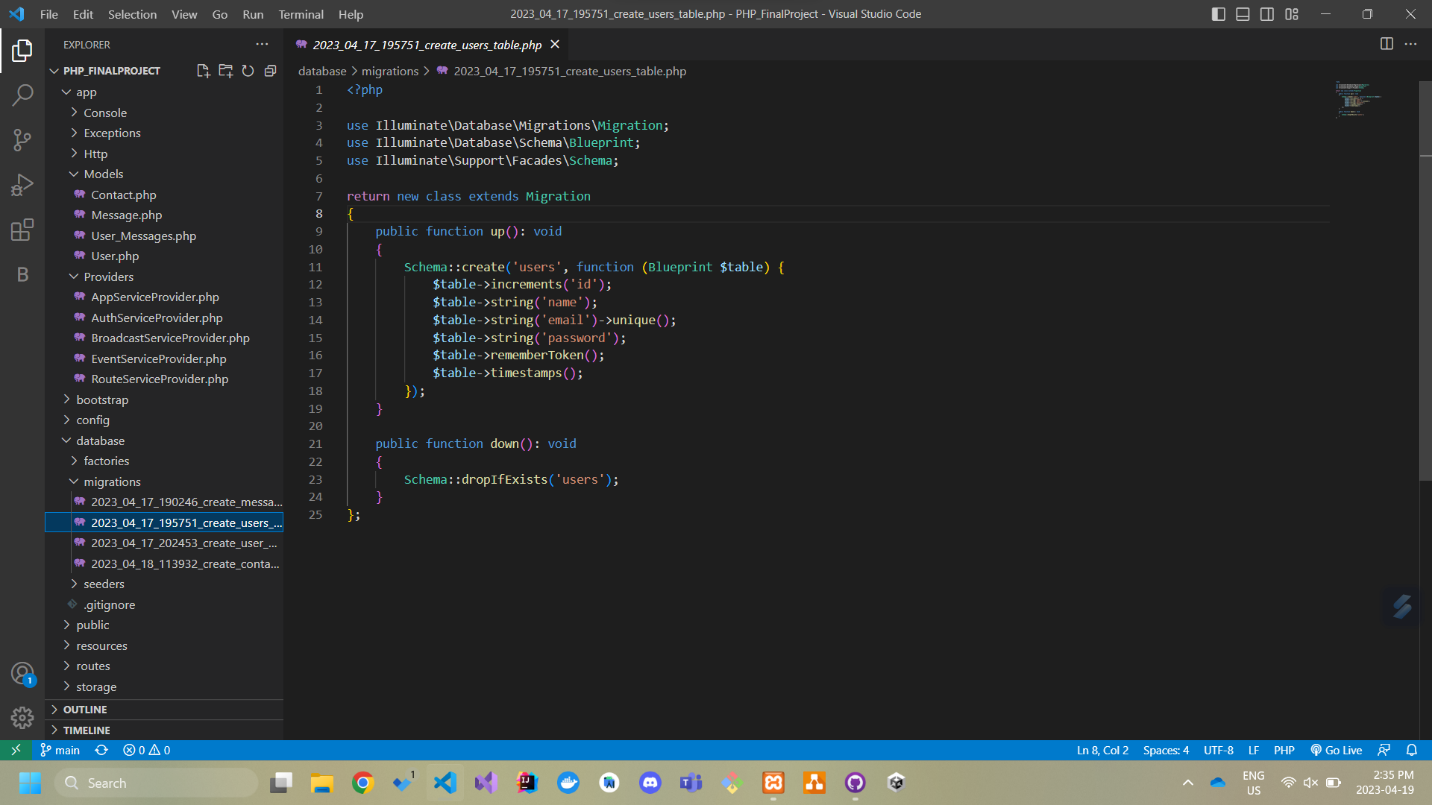 File Edit Selection View Go Run Terminal Help
2023_04_17_195751_create_users_table.php - PHP_FinalProject - Visual Studio Code
EXPLORER
PHP_FINALPROJECT
app
Console
Exceptions
Http
Models
Contact.php
Message.php
User_Messages.php
User.php
Providers
AppServiceProvider.php
AuthServiceProvider.php
BroadcastServiceProvider.php
EventServiceProvider.php
RouteServiceProvider.php
bootstrap
config
database
factories
migrations
2023_04_17_190246_create_messa...
2023_04_17_195751_create_users_...
2023_04_17_202453_create_user_...
2023_04_18_113932_create_conta...
seeders
.gitignore
public
resources
routes
storage
OUTLINE
TIMELINE
2023_04_17_195751_create_users_table.php
database > migrations > 2023_04_17_195751_create_users_table.php
1 <?php
2
3 use Illuminate\Database\Migrations\Migration;
4 use Illuminate\Database\Schema\Blueprint;
5 use Illuminate\Support\Facades\Schema;
6
7 return new class extends Migration
8 {
9 public function up(): void
10 {
11 Schema::create('users', function (Blueprint $table) {
12 $table->increments('id');
13 $table->string('name');
14 $table->string('email')->unique();
15 $table->string('password');
16 $table->rememberToken();
17 $table->timestamps();
18 });
19 }
20
21 public function down(): void
22 {
23 Schema::dropIfExists('users');
24 }
25 };
B
1
main
0 0
Ln 8, Col 2 Spaces: 4 UTF-8 LF PHP Go Live
Search
1
ENG
US
2:35 PM
2023-04-19